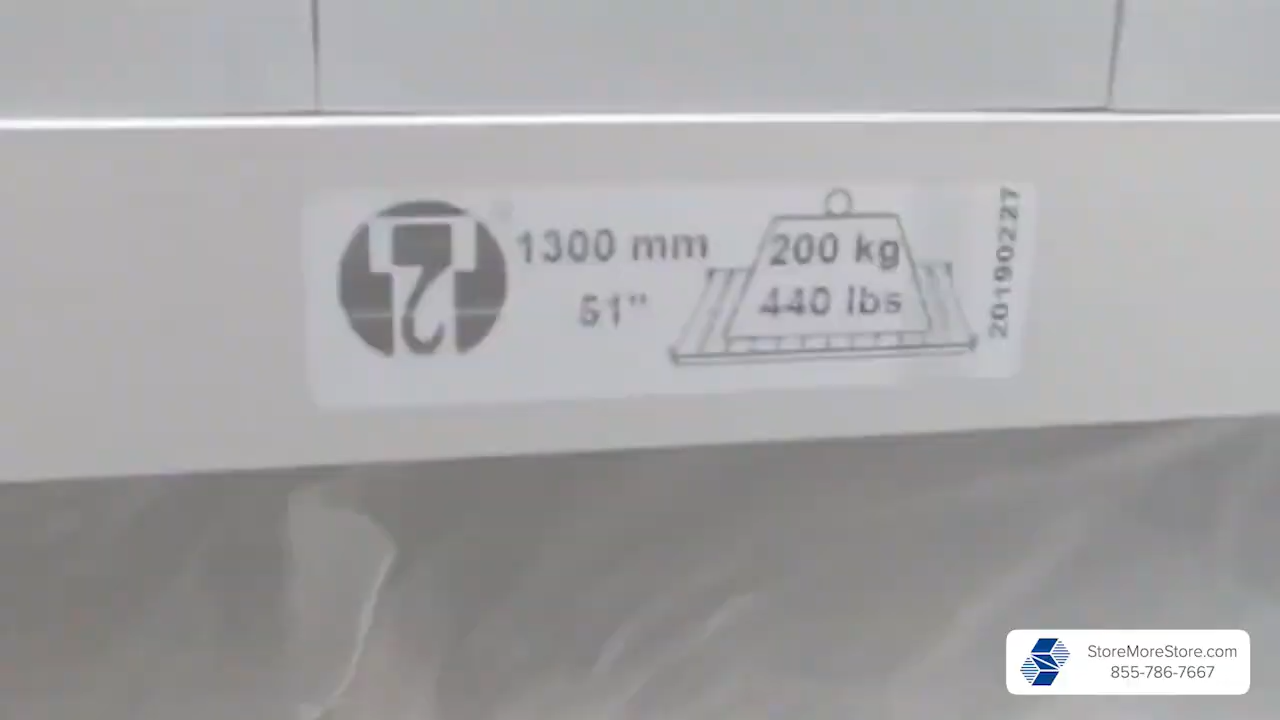 1300 mm
51"
200 kg
440 lbs
20190227
StoreMoreStore.com
855-786-7667